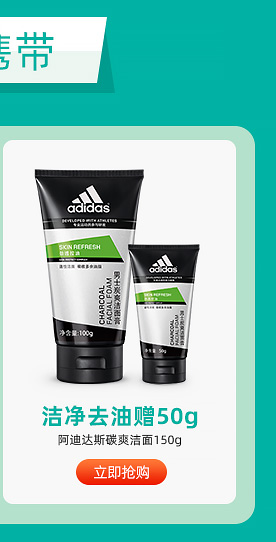 携带
adidas
DEVELOPED WITH ATHLETES
SKIN REFRESH
CHARCOAL
FACIAL FOAM
男士炭爽洁面膏
净含量:100g
adidas
SKIN REFRESH
CHARCOAL
FACIAL FOAM
50g
洁净去油赠50g
阿迪达斯碳爽洁面150g
立即抢购